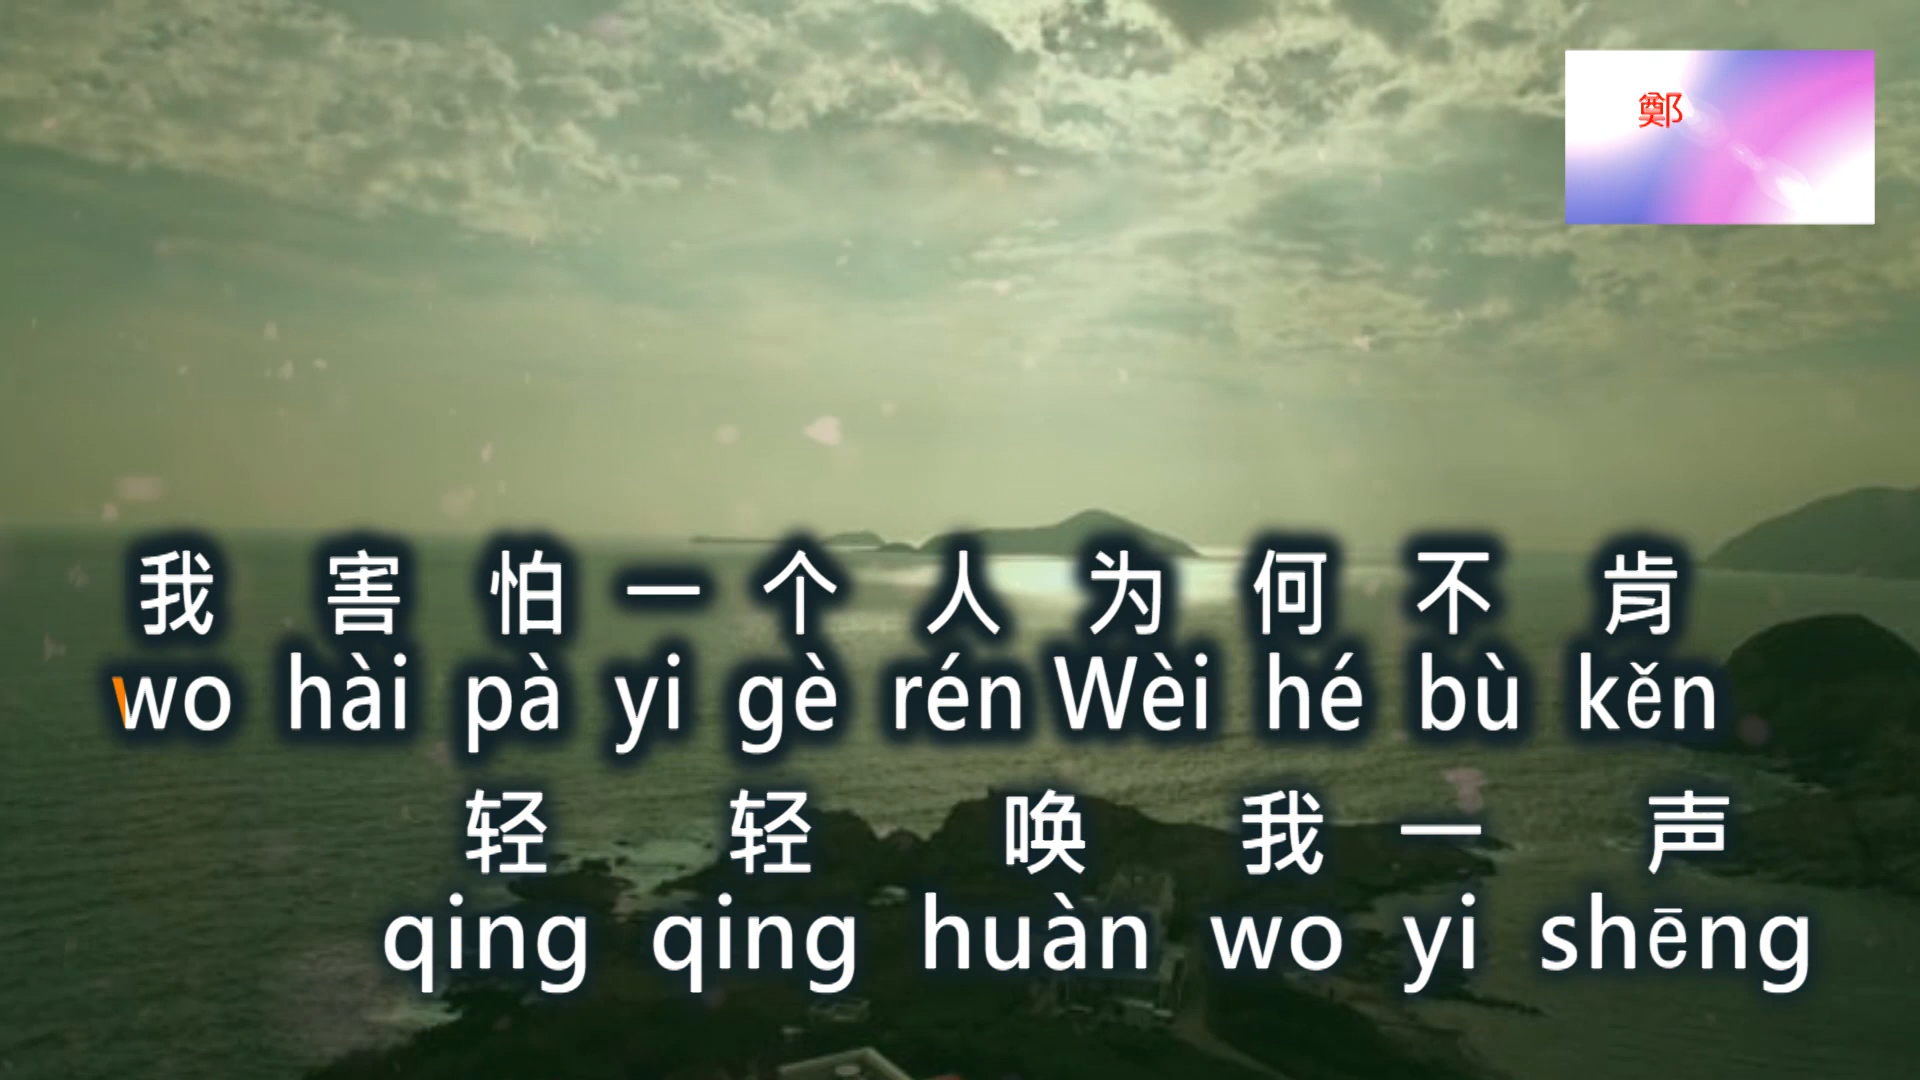 鄭
我 害 怕 一 个 人 为 何 不 肯
wo hài pà yi gè rén Wèi hé bù kěn
轻 轻 唤 我 一 声
qing qing huàn wo yi shēng